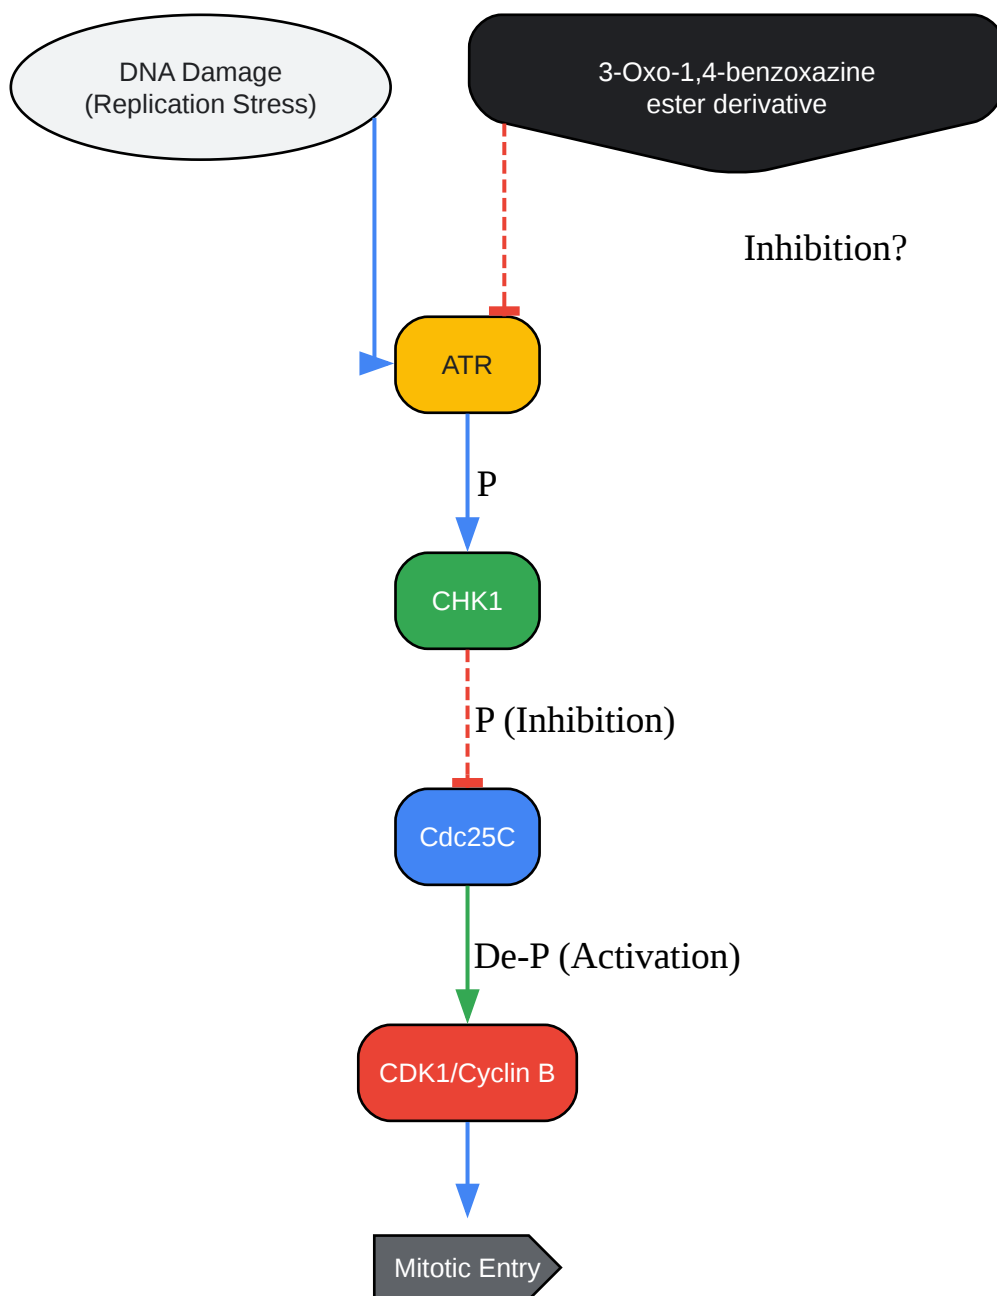 DNA Damage
(Replication Stress)
3-Oxo-1,4-benzoxazine
ester derivative
Inhibition?
ATR
P
CHK1
P (Inhibition)
Cdc25C
De-P (Activation)
CDK1/Cyclin B
Mitotic Entry